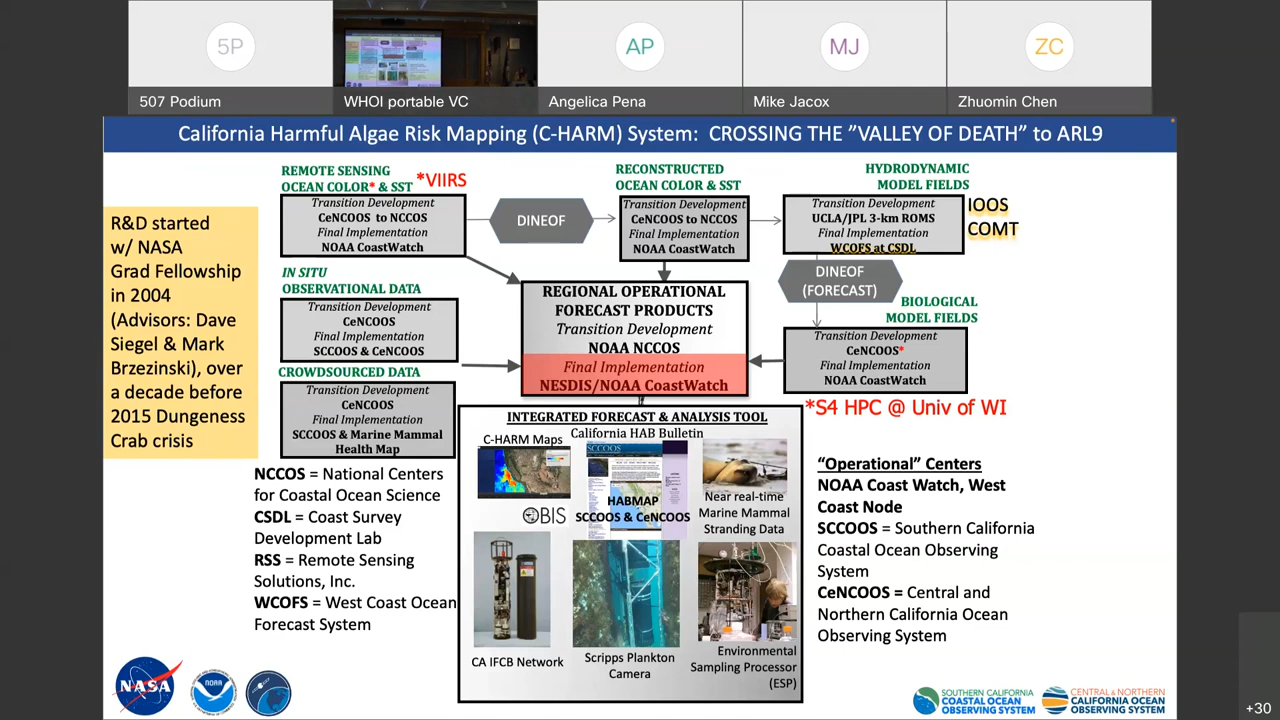 5P
AP
MJ
ZC
507 Podium
WHOI portable VC
Angelica Pena
Mike Jacox
Zhuomin Chen
California Harmful Algae Risk Mapping (C-HARM) System: CROSSING THE "VALLEY OF DEATH" to ARL9
R&D started
w/ NASA
Grad Fellowship
in 2004
(Advisors: Dave
Siegel & Mark
Brzezinski), over
a decade before
2015 Dungeness
Crab crisis
REMOTE SENSING
OCEAN COLOR* & SST
*VIIRS
Transition Development
CeNCOOS to NCCOS
Final Implementation
NOAA CoastWatch
DINEOF
RECONSTRUCTED
OCEAN COLOR & SST
Transition Development
CeNCOOS to NCCOS
Final Implementation
NOAA CoastWatch
HYDRODYNAMIC
MODEL FIELDS
Transition Development
UCLA/JPL 3-km ROMS
Final Implementation
WCOFS at CSDL
IOOS
COMT
DINEOF
(FORECAST)
IN SITU
OBSERVATIONAL DATA
Transition Development
CeNCOOS
Final Implementation
SCCOOS & CeNCOOS
REGIONAL OPERATIONAL
FORECAST PRODUCTS
Transition Development
NOAA NCCOS
Final Implementation
NESDIS/NOAA CoastWatch
BIOLOGICAL
MODEL FIELDS
Transition Development
CeNCOOS*
Final Implementation
NOAA CoastWatch
*S4 HPC @ Univ of WI
CROWDSOURCED DATA
Transition Development
CeNCOOS
Final Implementation
SCCOOS & Marine Mammal
Health Map
INTEGRATED FORECAST & ANALYSIS TOOL
California HAB Bulletin
C-HARM Maps
OBIS
SCCOOS
HABMAP
SCCOOS & CeNCOOS
Near real-time
Marine Mammal
Stranding Data
CA IFCB Network
Scripps Plankton
Camera
Environmental
Sampling Processor
(ESP)
NCCOS = National Centers
for Coastal Ocean Science
CSDL = Coast Survey
Development Lab
RSS = Remote Sensing
Solutions, Inc.
WCOFS = West Coast Ocean
Forecast System
“Operational” Centers
NOAA Coast Watch, West
Coast Node
SCCOOS = Southern California
Coastal Ocean Observing
System
CeNCOOS = Central and
Northern California Ocean
Observing System
NASA
NOAA
SOUTHERN CALIFORNIA
COASTAL OCEAN
OBSERVING SYSTEM
CENTRAL & NORTHERN
CALIFORNIA OCEAN
OBSERVING SYSTEM
+30